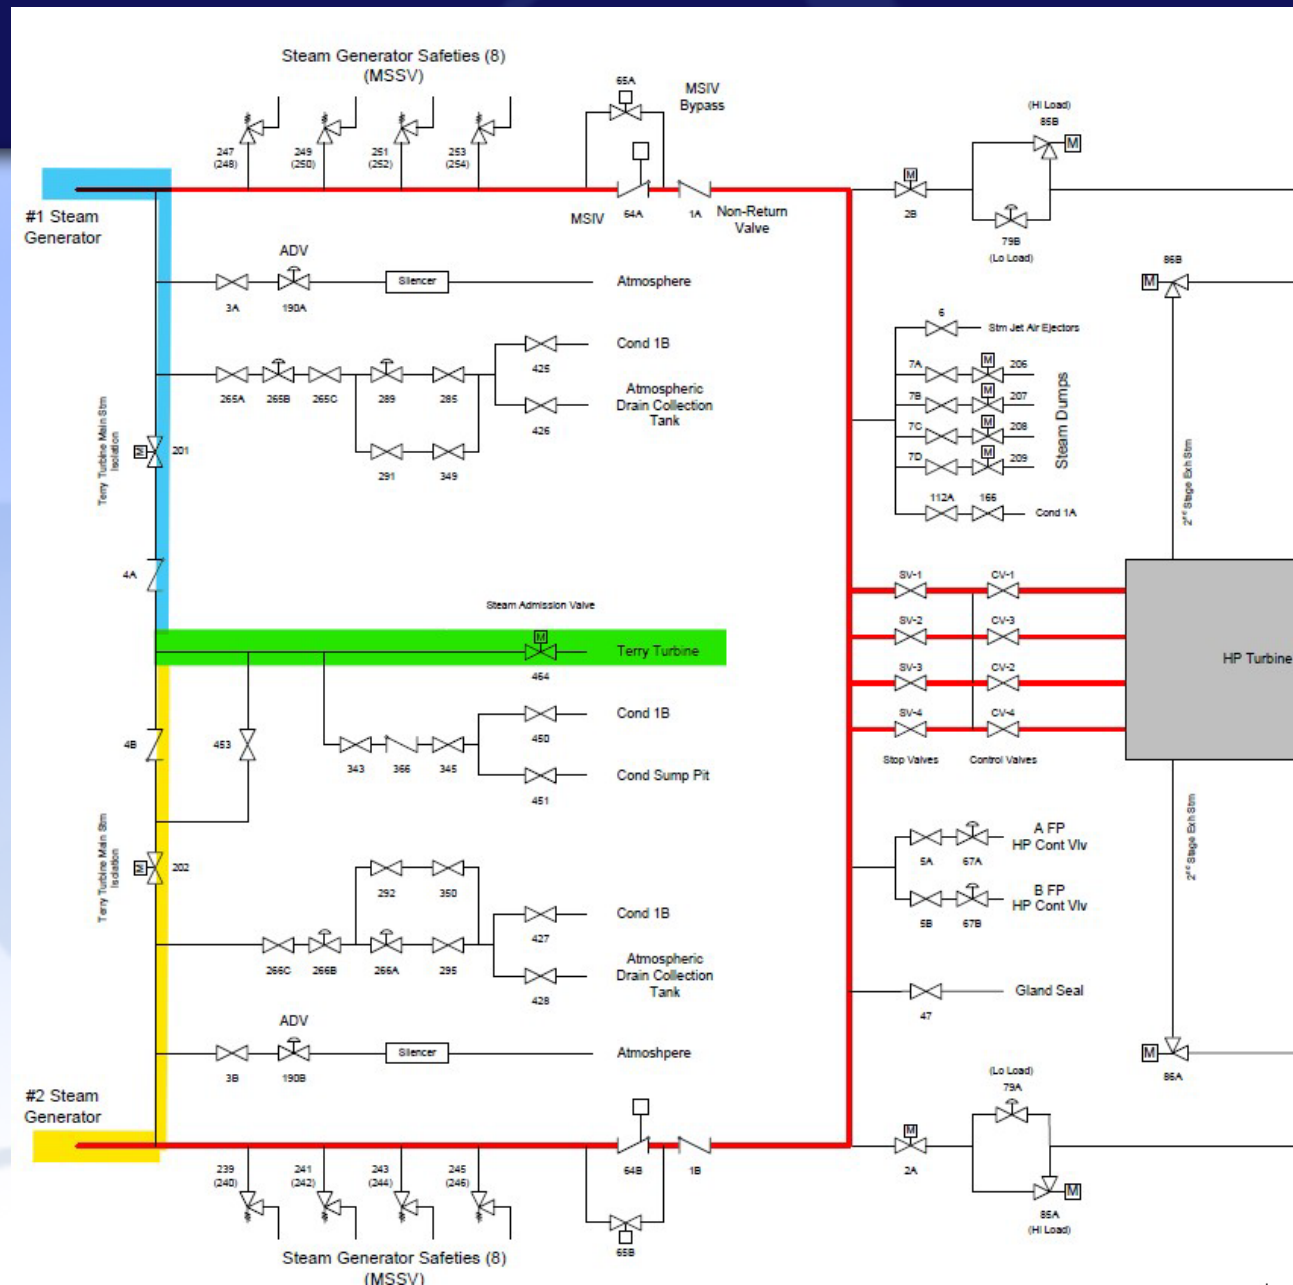 Steam Generator Safeties (8)
(MSSV)
65A
MSIV
Bypass
(Hi Load)
85B
M
247
(248)
249
(250)
251
(252)
253
(254)
#1 Steam
Generator
MSIV
64A
1A
Non-Return
Valve
M
2B
79B
(Lo Load)
ADV
3A
190A
Silencer
Atmosphere
86B
M
6
Stm Jet Air Ejectors
7A
M
206
7B
M
207
7C
M
208
7D
M
209
Steam Dumps
112A
166
Cond 1A
265A
265B
265C
289
285
425
Cond 1B
426
Atmospheric
Drain Collection
Tank
291
349
Terry Turbine Main Stm
Isolation
M
201
2nd Stage Exh Stm
4A
Steam Admission Valve
M
464
Terry Turbine
SV-1
CV-1
SV-2
CV-3
SV-3
CV-2
SV-4
CV-4
Stop Valves
Control Valves
HP Turbine
4B
453
343
366
345
450
Cond 1B
451
Cond Sump Pit
Terry Turbine Main Stm
Isolation
M
202
2nd Stage Exh Stm
5A
67A
A FP
HP Cont Vlv
5B
67B
B FP
HP Cont Vlv
292
350
266C
266B
266A
295
427
Cond 1B
428
Atmospheric
Drain Collection
Tank
47
Gland Seal
ADV
3B
190B
Silencer
Atmoshpere
M
86A
#2 Steam
Generator
64B
1B
65B
239
(240)
241
(242)
243
(244)
245
(246)
Steam Generator Safeties (8)
(MSSV)
M
2A
(Lo Load)
79A
M
85A
(Hi Load)